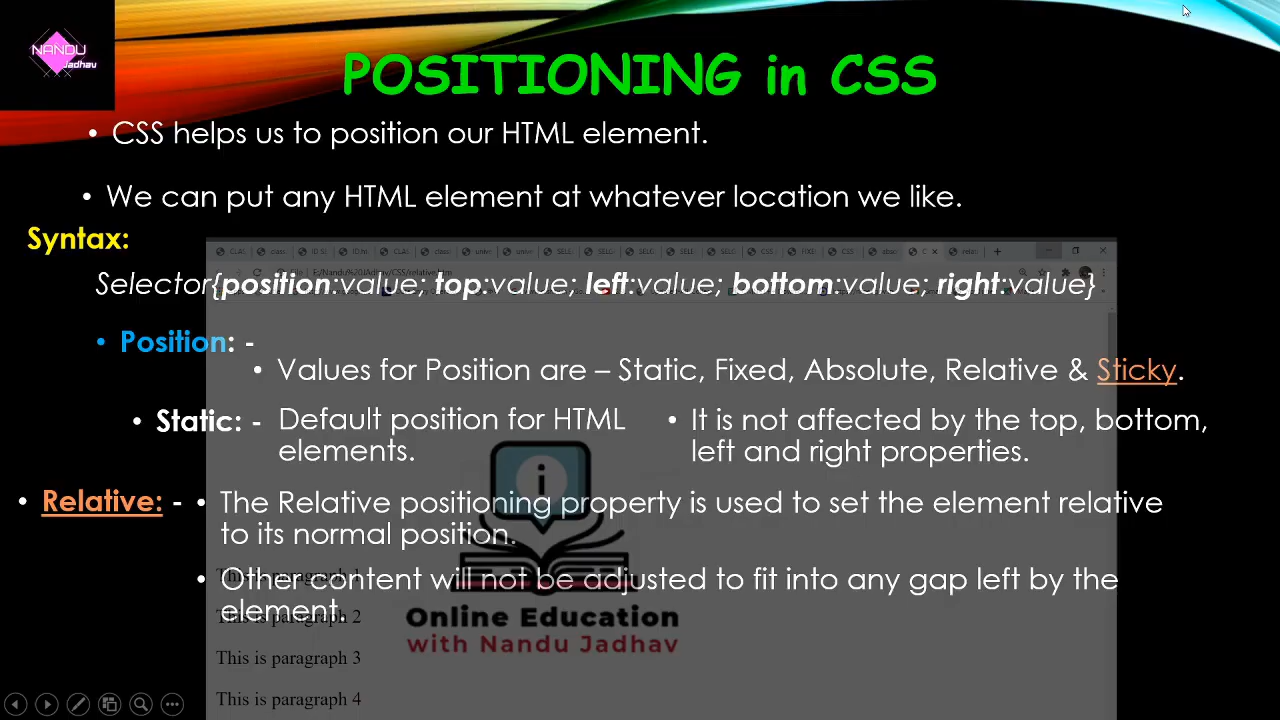 NANDU
Jadhav
POSITIONING in CSS
• CSS helps us to position our HTML element.
• We can put any HTML element at whatever location we like.
Syntax:
Selector{position:value; top:value; left:value; bottom:value; right:value}
• Position: -
• Values for Position are – Static, Fixed, Absolute, Relative & Sticky.
• Static: - Default position for HTML
elements.
• It is not affected by the top, bottom,
left and right properties.
• Relative: - • The Relative positioning property is used to set the element relative
to its normal position.
• Other content will not be adjusted to fit into any gap left by the
element.
This is paragraph 1
This is paragraph 2
This is paragraph 3
This is paragraph 4
Online Education
with Nandu Jadhav